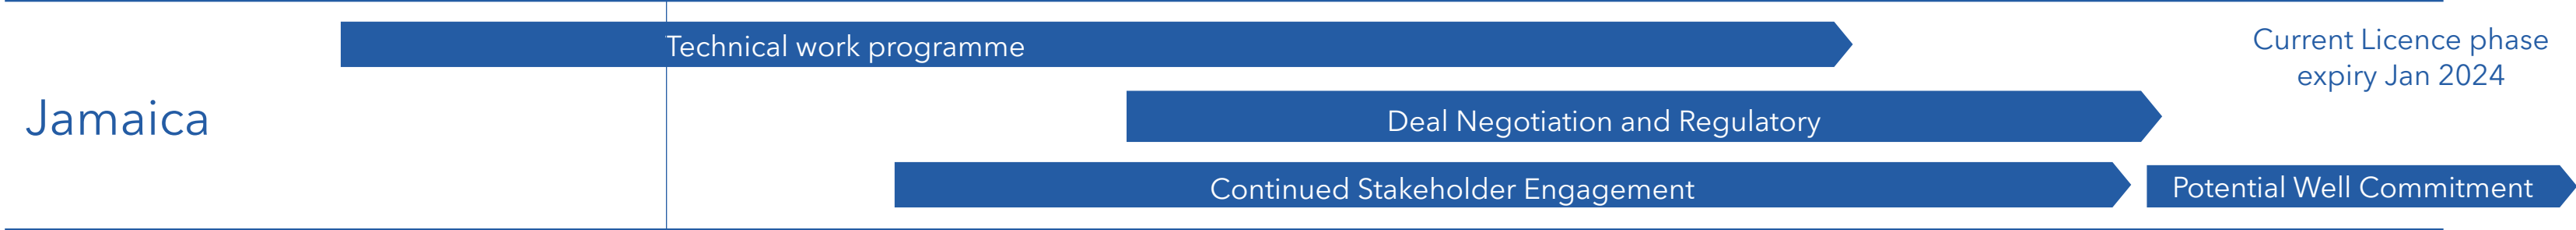 Jamaica
Technical work programme
Deal Negotiation and Regulatory
Continued Stakeholder Engagement
Potential Well Commitment
Current Licence phase
expiry Jan 2024